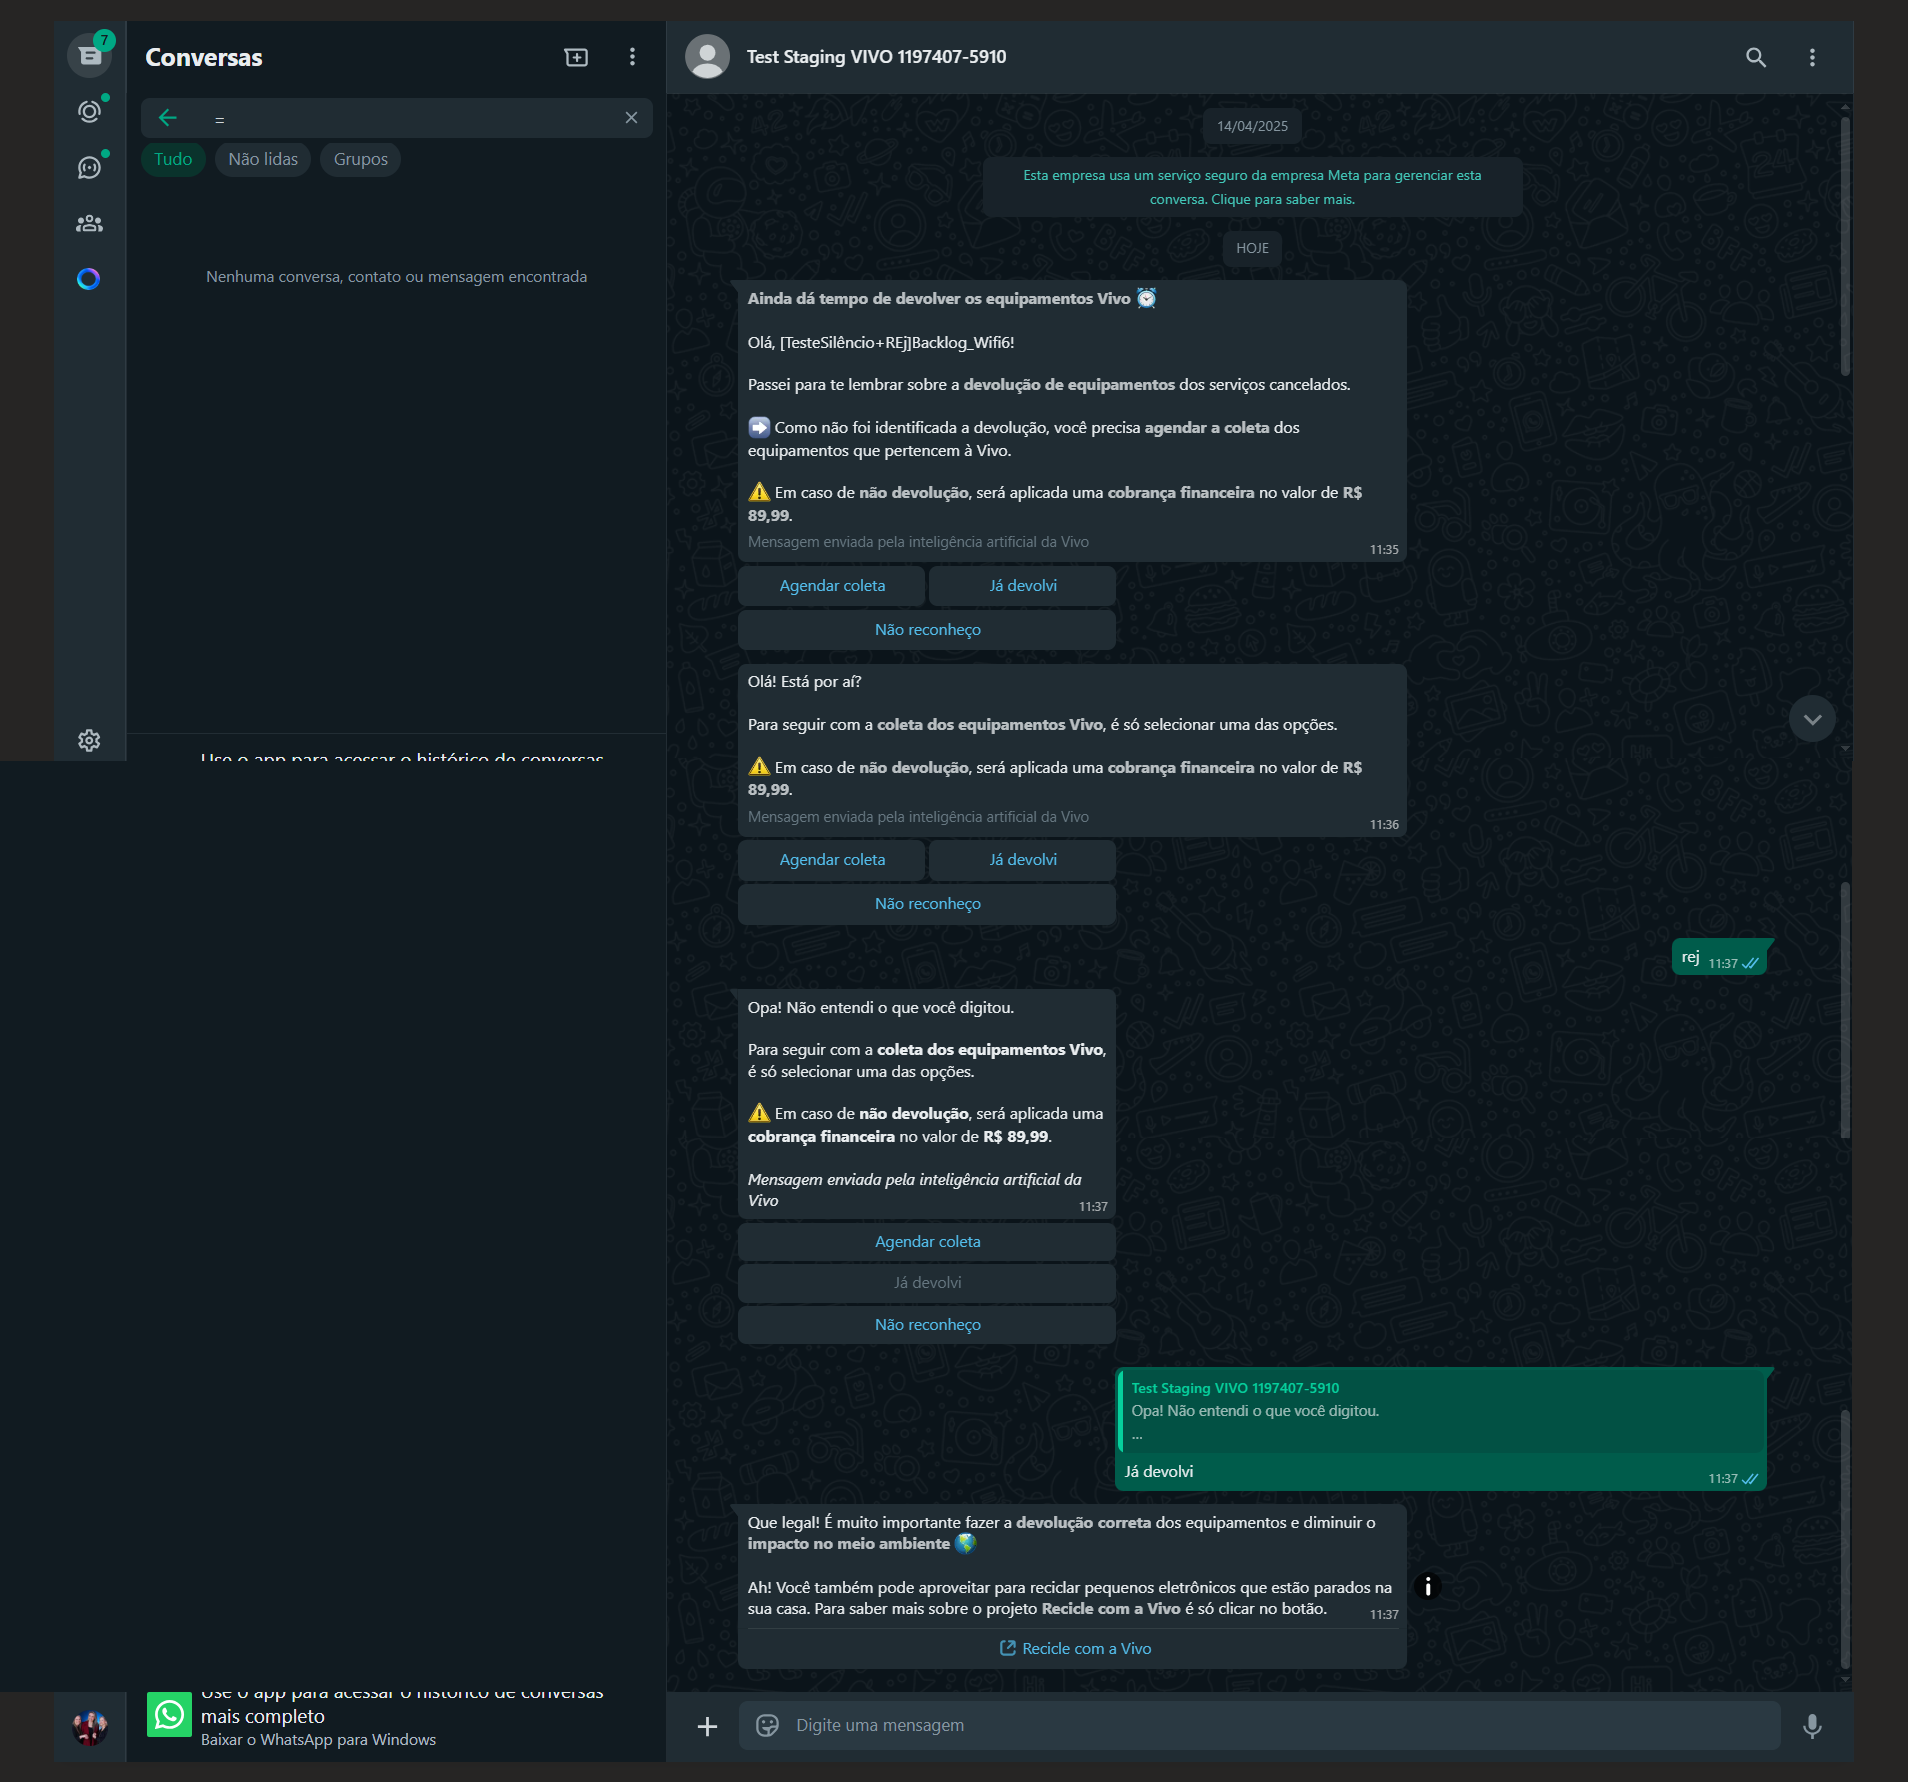 7
Conversas
=
Tudo
Não lidas
Grupos
Nenhuma conversa, contato ou mensagem encontrada
Use o app para acessar o histórico de conversas
Use o app para acessar o histórico de conversas
mais completo
Baixar o WhatsApp para Windows
Test Staging VIVO 1197407-5910
14/04/2025
Esta empresa usa um serviço seguro da empresa Meta para gerenciar esta
conversa. Clique para saber mais.
HOJE
Ainda dá tempo de devolver os equipamentos Vivo ⏰
Olá, [TesteSilêncio+REj]Backlog_Wifi6!
Passei para te lembrar sobre a devolução de equipamentos dos serviços cancelados.
➡️ Como não foi identificada a devolução, você precisa agendar a coleta dos
equipamentos que pertencem à Vivo.
⚠️ Em caso de não devolução, será aplicada uma cobrança financeira no valor de R$
89,99.
Mensagem enviada pela inteligência artificial da Vivo
11:35
Agendar coleta
Já devolvi
Não reconheço
Olá! Está por aí?
Para seguir com a coleta dos equipamentos Vivo, é só selecionar uma das opções.
⚠️ Em caso de não devolução, será aplicada uma cobrança financeira no valor de R$
89,99.
Mensagem enviada pela inteligência artificial da Vivo
11:36
Agendar coleta
Já devolvi
Não reconheço
rej 11:37
Opa! Não entendi o que você digitou.
Para seguir com a coleta dos equipamentos Vivo,
é só selecionar uma das opções.
⚠️ Em caso de não devolução, será aplicada uma
cobrança financeira no valor de R$ 89,99.
Mensagem enviada pela inteligência artificial da
Vivo
11:37
Agendar coleta
Já devolvi
Não reconheço
Test Staging VIVO 1197407-5910
Opa! Não entendi o que você digitou.
...
Já devolvi
11:37
Que legal! É muito importante fazer a devolução correta dos equipamentos e diminuir o
impacto no meio ambiente 🌎
Ah! Você também pode aproveitar para reciclar pequenos eletrônicos que estão parados na
sua casa. Para saber mais sobre o projeto Recicle com a Vivo é só clicar no botão.
11:37
Recicle com a Vivo
Digite uma mensagem